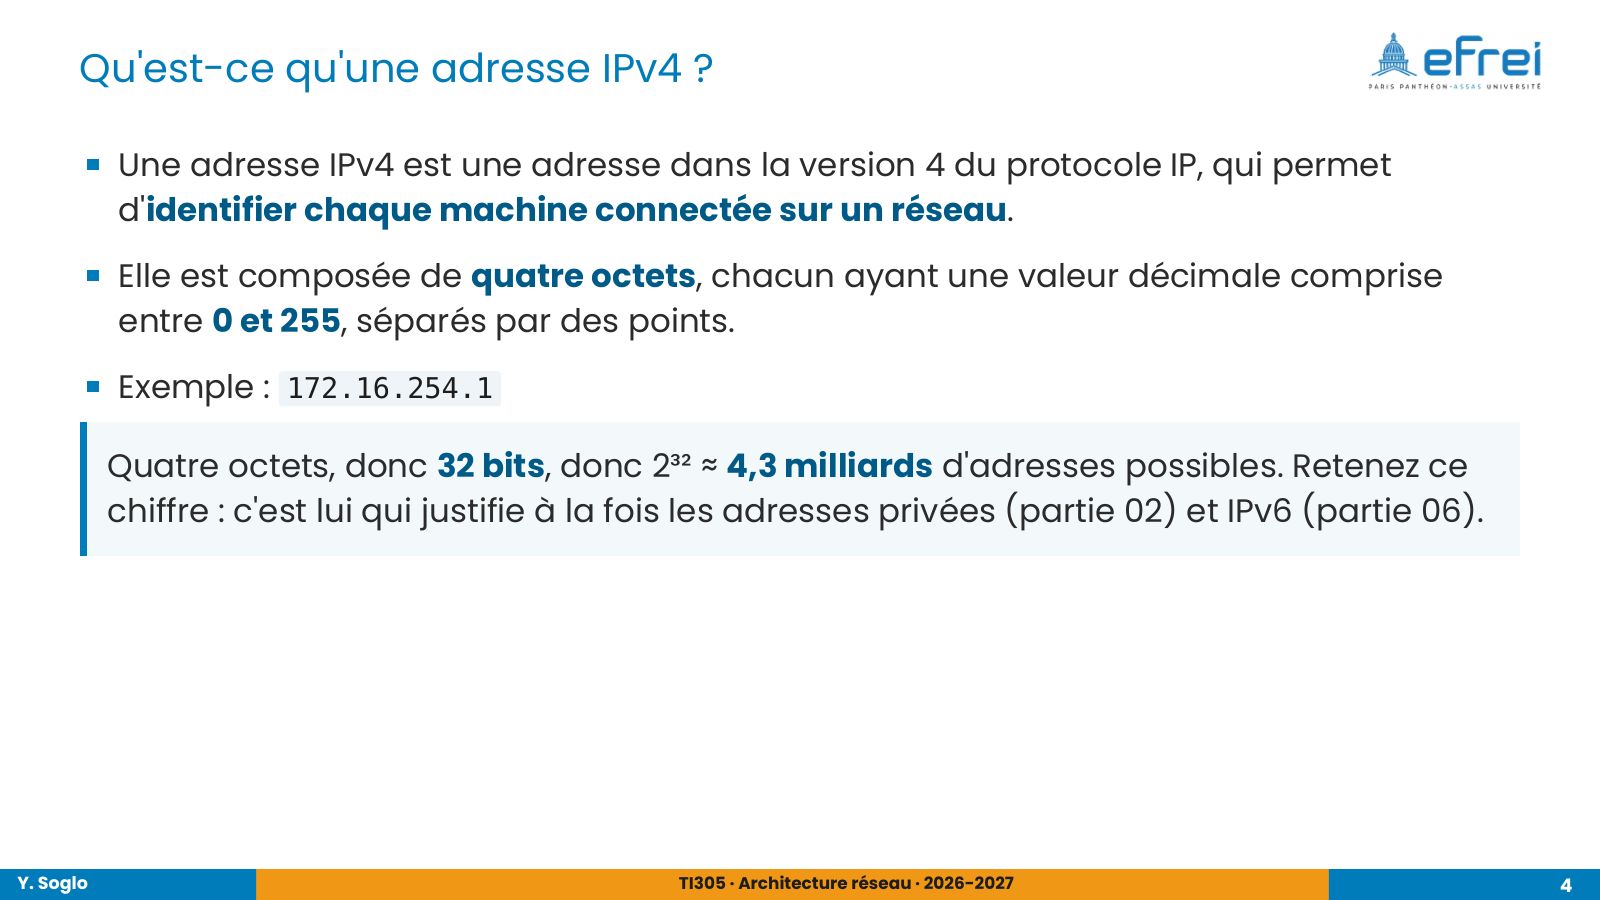 Qu'est-ce qu'une adresse IPv4 ?
efrei
PARIS PANTHÉON-ASSAS UNIVERSITÉ
Une adresse IPv4 est une adresse dans la version 4 du protocole IP, qui permet
d'identifier chaque machine connectée sur un réseau.
Elle est composée de quatre octets, chacun ayant une valeur décimale comprise
entre 0 et 255, séparés par des points.
Exemple : 172.16.254.1
Quatre octets, donc 32 bits, donc 2³² ≈ 4,3 milliards d'adresses possibles. Retenez ce
chiffre : c'est lui qui justifie à la fois les adresses privées (partie 02) et IPv6 (partie 06).
Y. Soglo
TI305 · Architecture réseau · 2026-2027
4